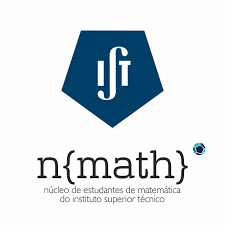 IST
n{math}
núcleo de estudantes de matemática
do instituto superior técnico